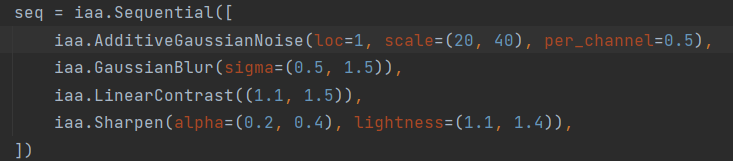 seq = iaa.Sequential([
    iaa.AdditiveGaussianNoise(loc=1, scale=(20, 40), per_channel=0.5),
    iaa.GaussianBlur(sigma=(0.5, 1.5)),
    iaa.LinearContrast((1.1, 1.5)),
    iaa.Sharpen(alpha=(0.2, 0.4), lightness=(1.1, 1.4)),
])